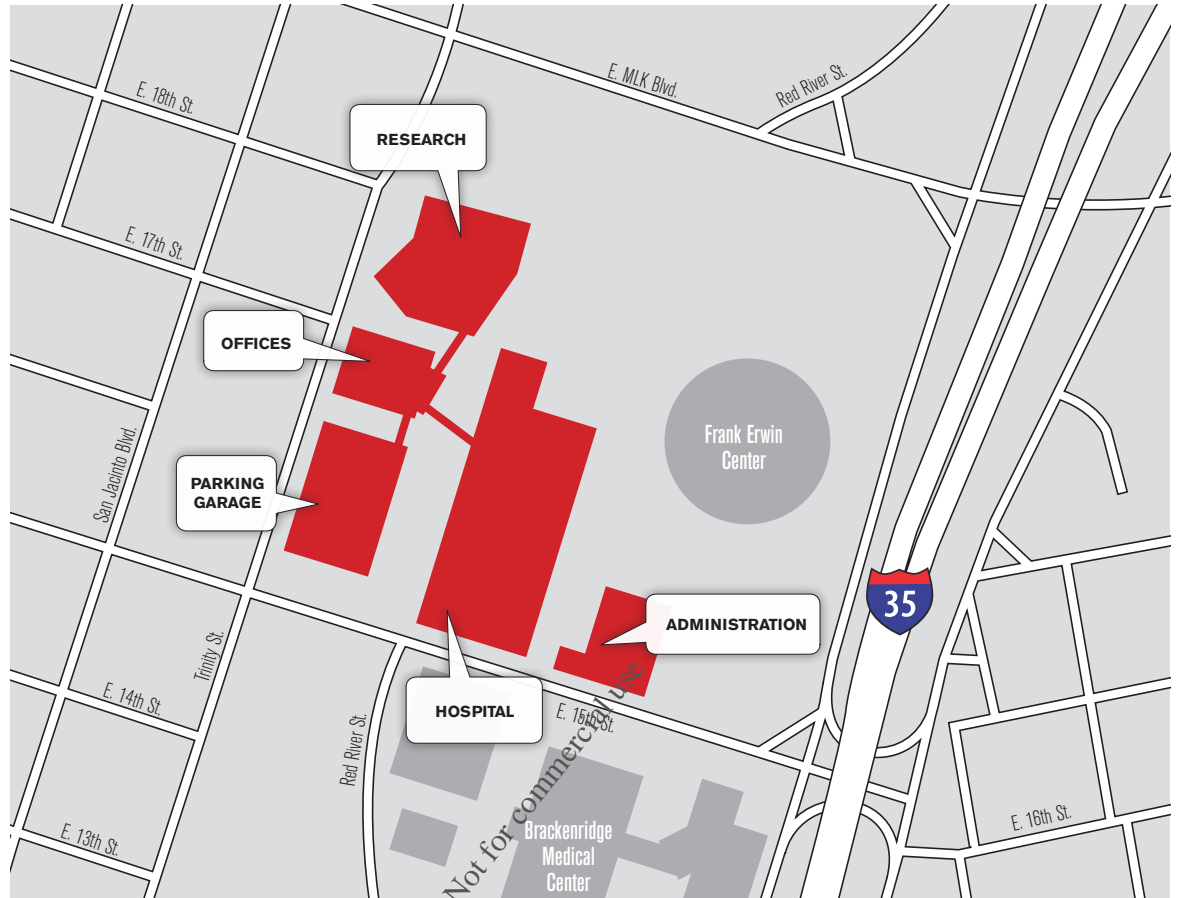 E. MLK Blvd.
Red River St.
E. 18th St.
RESEARCH
E. 17th St.
OFFICES
Frank Erwin
Center
San Jacinto Blvd.
PARKING
GARAGE
35
ADMINISTRATION
Trinity St.
E. 14th St.
HOSPITAL
E. 15th St.
Red River St.
E. 13th St.
Brackenridge
Medical
Center
E. 16th St.
Not for commercial use